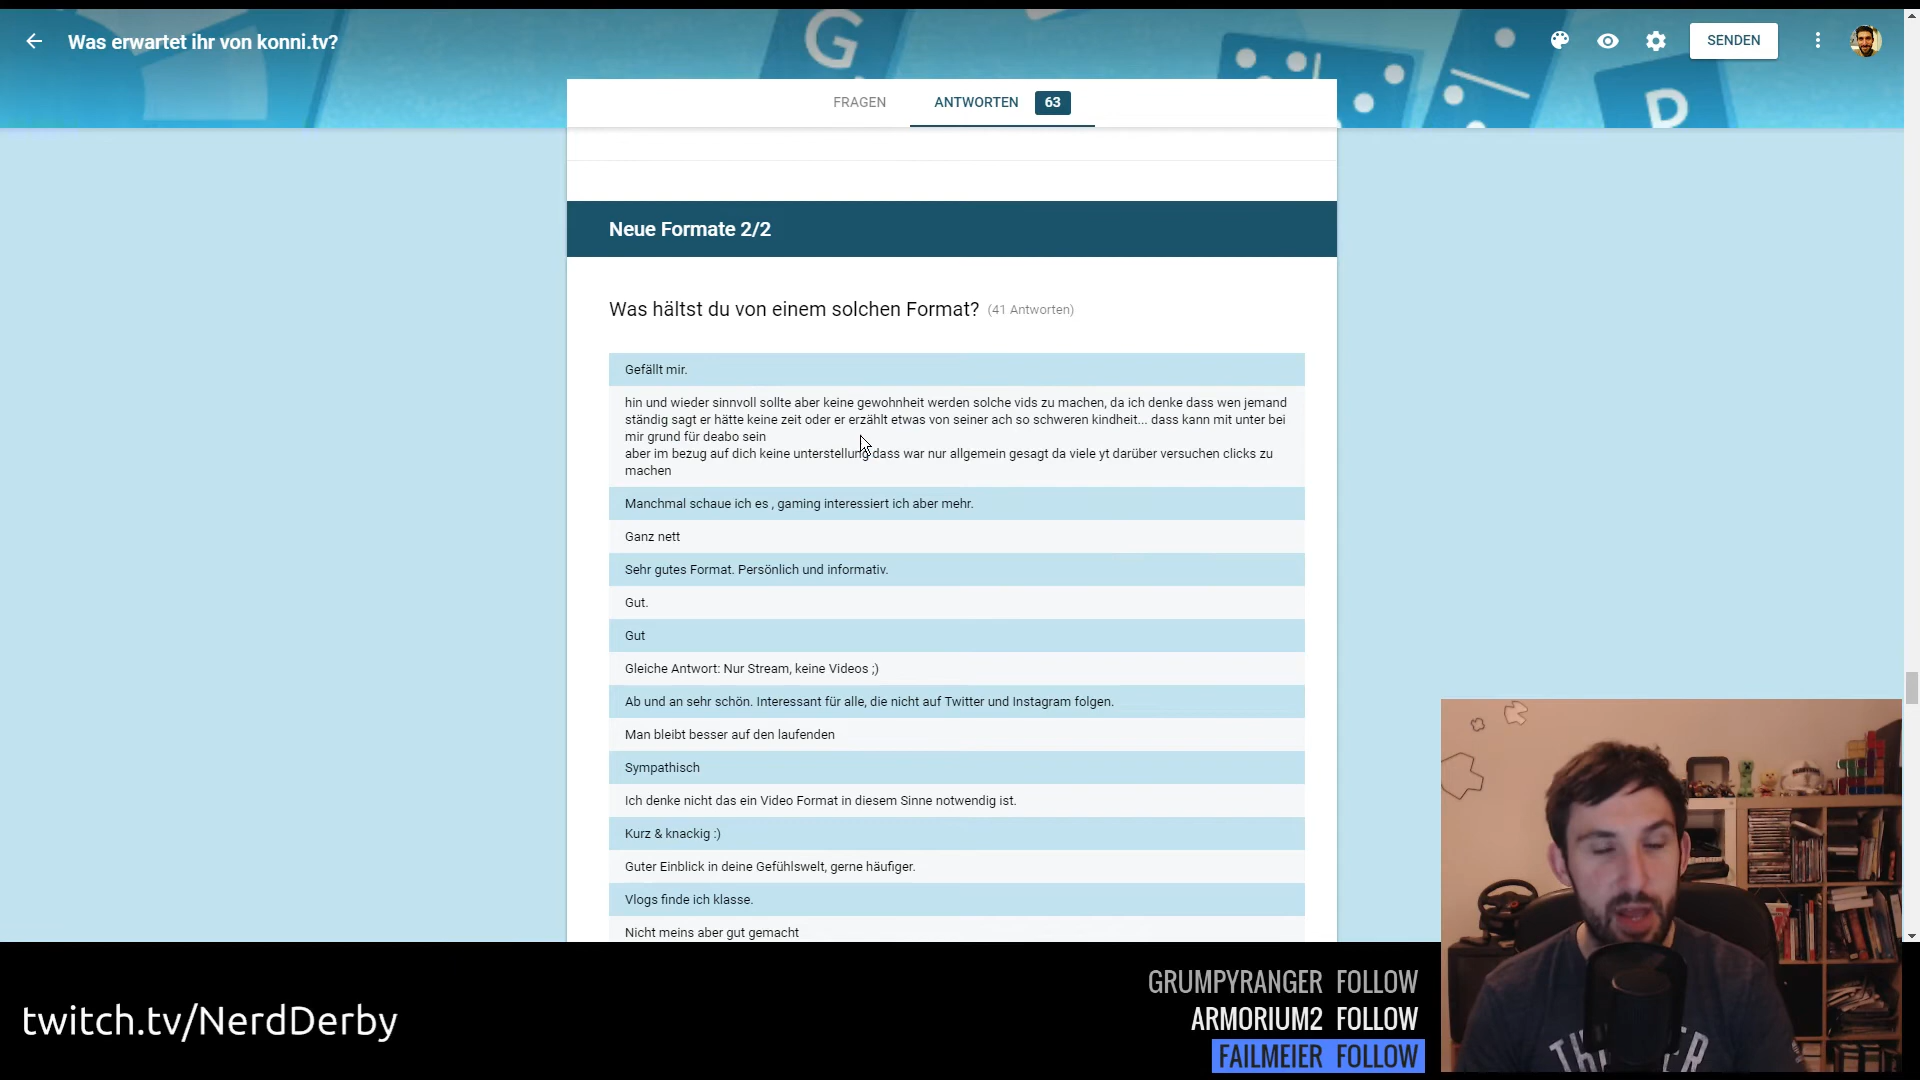 Was erwartet ihr von konni.tv?
SENDEN
G
D
FRAGEN
ANTWORTEN 63
Neue Formate 2/2
Was hältst du von einem solchen Format? (41 Antworten)
Gefällt mir.
hin und wieder sinnvoll sollte aber keine gewohnheit werden solche vids zu machen, da ich denke dass wen jemand
ständig sagt er hätte keine zeit oder er erzählt etwas von seiner ach so schweren kindheit... dass kann mit unter bei
mir grund für deabo sein
aber im bezug auf dich keine unterstellung dass war nur allgemein gesagt da viele yt darüber versuchen clicks zu
machen
Manchmal schaue ich es , gaming interessiert ich aber mehr.
Ganz nett
Sehr gutes Format. Persönlich und informativ.
Gut.
Gut
Gleiche Antwort: Nur Stream, keine Videos ;)
Ab und an sehr schön. Interessant für alle, die nicht auf Twitter und Instagram folgen.
Man bleibt besser auf den laufenden
Sympathisch
Ich denke nicht das ein Video Format in diesem Sinne notwendig ist.
Kurz & knackig :)
Guter Einblick in deine Gefühlswelt, gerne häufiger.
Vlogs finde ich klasse.
Nicht meins aber gut gemacht
twitch.tv/NerdDerby
GRUMPYRANGER FOLLOW
ARMORIUM2 FOLLOW
FAILMEIER FOLLOW